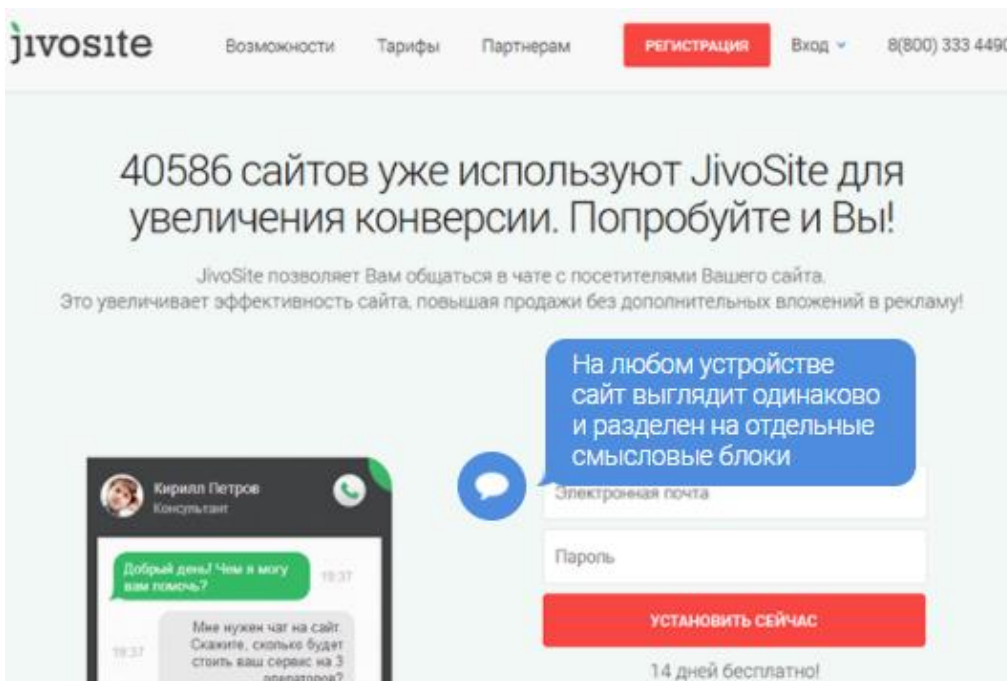 jivosite
Возможности Тарифы Партнерам РЕГИСТРАЦИЯ Вход 8(800) 333 4490
40586 сайтов уже используют JivoSite для
увеличения конверсии. Попробуйте и Вы!
JivoSite позволяет Вам общаться в чате с посетителями Вашего сайта.
Это увеличивает эффективность сайта, повышая продажи без дополнительных вложений в рекламу!
На любом устройстве
сайт выглядит одинаково
и разделен на отдельные
смысловые блоки
Кирилл Петров
Консультант
Добрый день! Чем я могу
вам помочь?
19:37
Мне нужен чат на сайт.
Скажите, сколько будет
стоить ваш сервис на 3
операторов?
19:37
Электронная почта
Пароль
УСТАНОВИТЬ СЕЙЧАС
14 дней бесплатно!